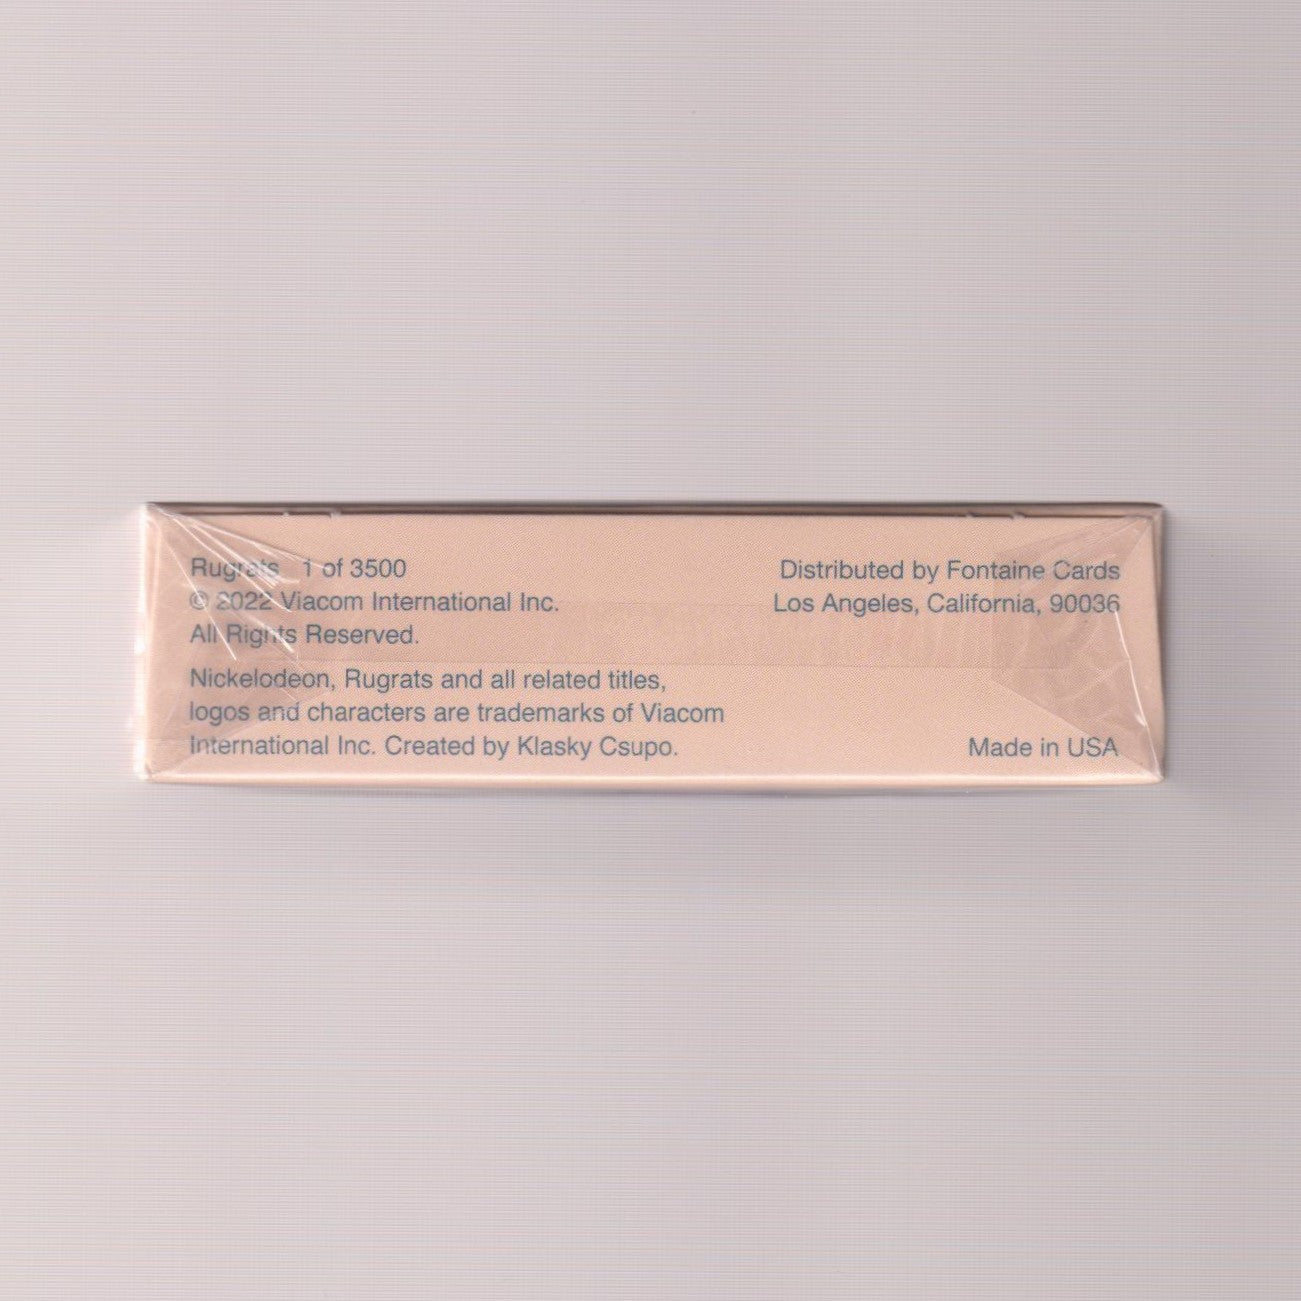 Rugrats 1 of 3500
© 2022 Viacom International Inc.
All Rights Reserved.
Nickelodeon, Rugrats and all related titles,
logos and characters are trademarks of Viacom
International Inc. Created by Klasky Csupo.
Distributed by Fontaine Cards
Los Angeles, California, 90036
Made in USA